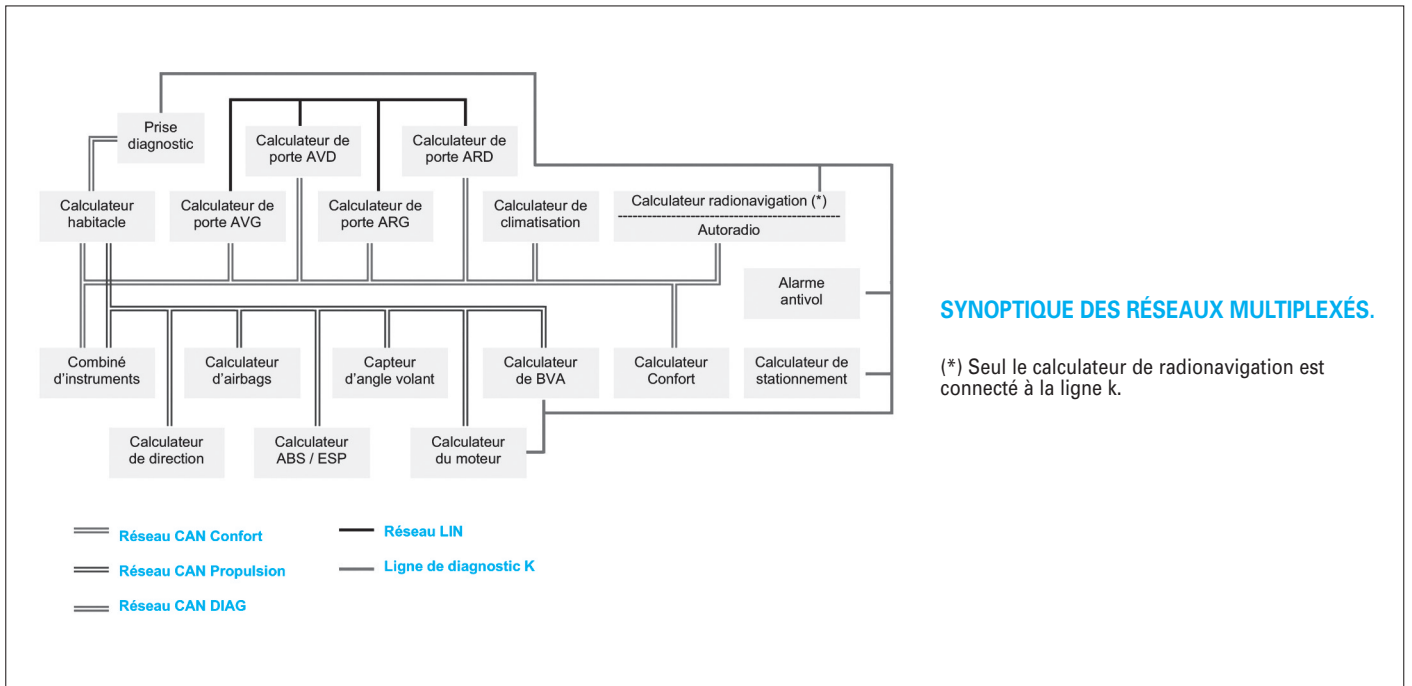 Prise
diagnostic
Calculateur de
porte AVD
Calculateur de
porte ARD
Calculateur
habitacle
Calculateur de
porte AVG
Calculateur de
porte ARG
Calculateur de
climatisation
Calculateur radionavigation (*)
Autoradio
Alarme
antivol
Combiné
d'instruments
Calculateur
d'airbags
Capteur
d'angle volant
Calculateur
de BVA
Calculateur
Confort
Calculateur de
stationnement
Calculateur
de direction
Calculateur
ABS / ESP
Calculateur
du moteur
Réseau CAN Confort
Réseau CAN Propulsion
Réseau CAN DIAG
Réseau LIN
Ligne de diagnostic K
SYNOPTIQUE DES RÉSEAUX MULTIPLEXÉS.
(*) Seul le calculateur de radionavigation est
connecté à la ligne k.